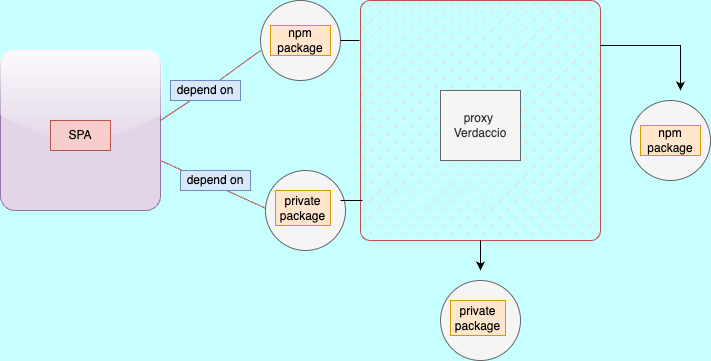 npm
package
depend on
SPA
proxy
Verdaccio
npm
package
depend on
private
package
private
package